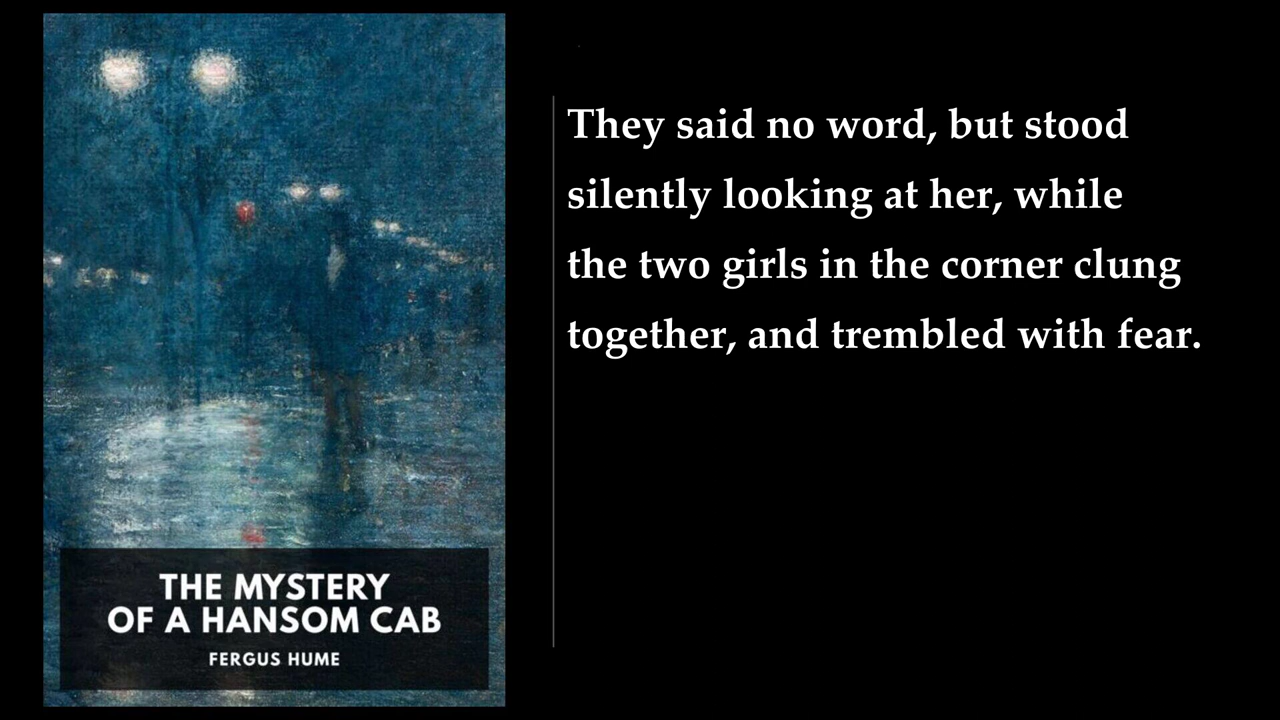 They said no word, but stood
silently looking at her, while
the two girls in the corner clung
together, and trembled with fear.
THE MYSTERY
OF A HANSOM CAB
FERGUS HUME